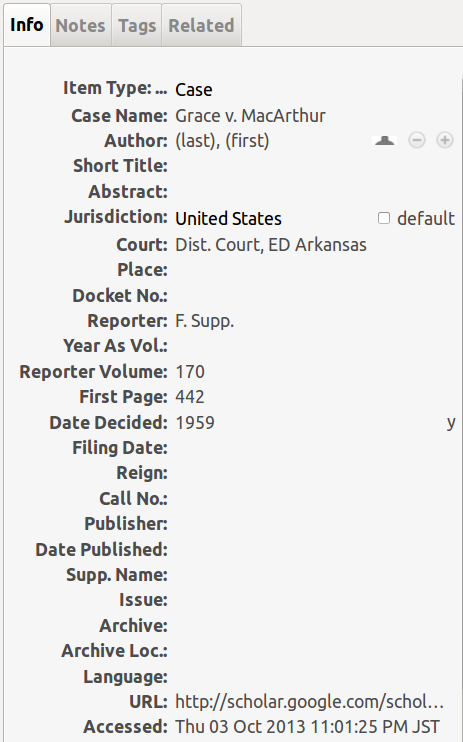 Info Notes Tags Related
Item Type: ... Case
Case Name: Grace v. MacArthur
Author: (last), (first)
Short Title:
Abstract:
Jurisdiction: United States default
Court: Dist. Court, ED Arkansas
Place:
Docket No.:
Reporter: F. Supp.
Year As Vol.:
Reporter Volume: 170
First Page: 442
Date Decided: 1959 y
Filing Date:
Reign:
Call No.:
Publisher:
Date Published:
Supp. Name:
Issue:
Archive:
Archive Loc.:
Language:
URL: http://scholar.google.com/schol...
Accessed: Thu 03 Oct 2013 11:01:25 PM JST